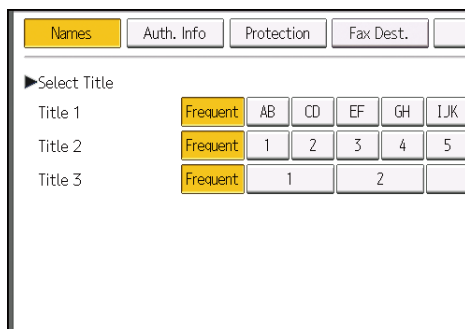 Names Auth. Info Protection Fax Dest.
▶Select Title
Title 1 Frequent AB CD EF GH IJK
Title 2 Frequent 1 2 3 4 5
Title 3 Frequent 1 2